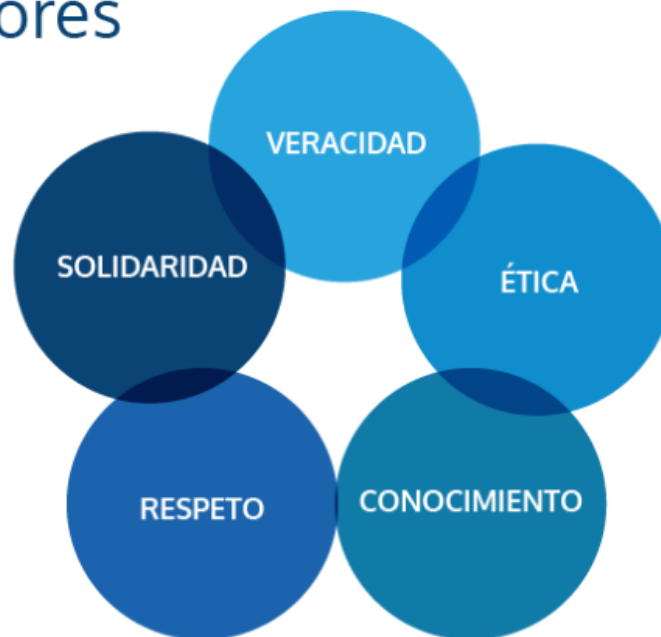 ores
VERACIDAD
SOLIDARIDAD
ÉTICA
RESPETO
CONOCIMIENTO